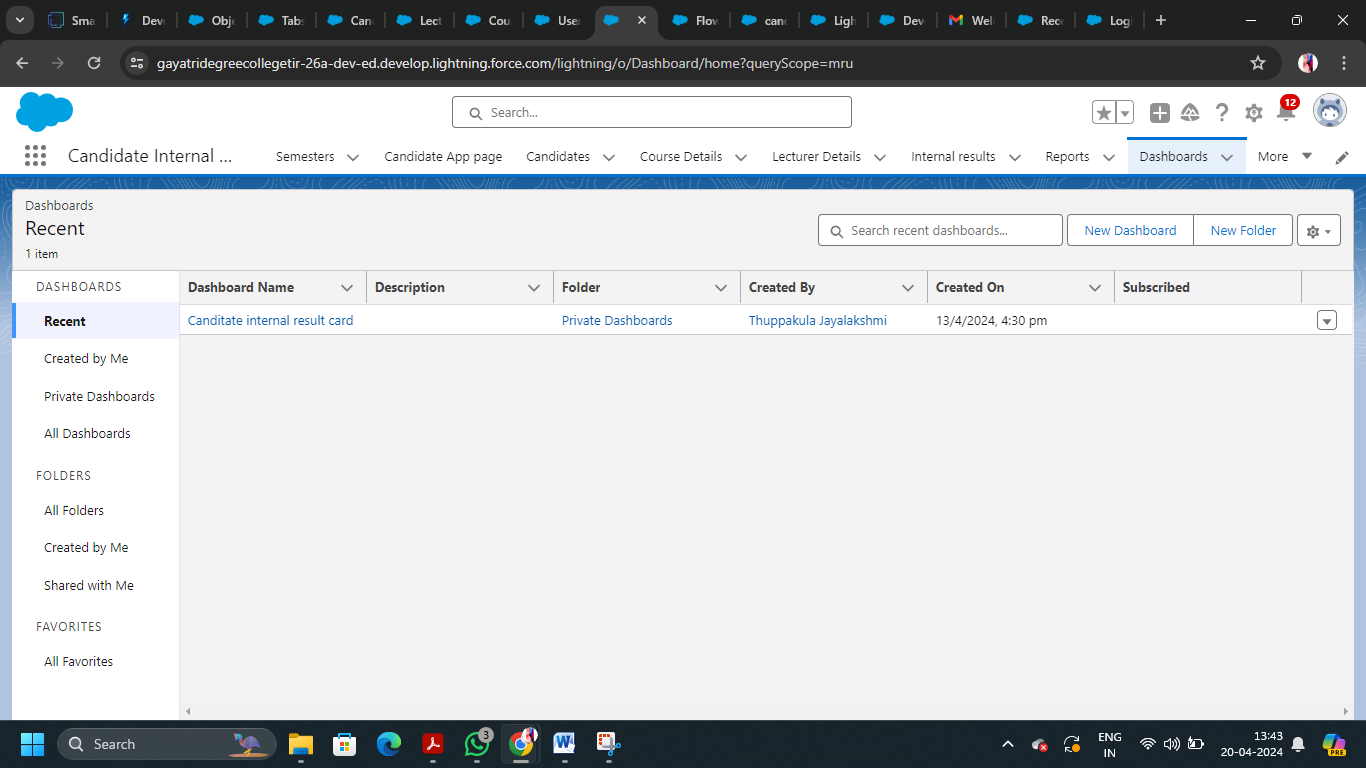 Sma
Dev
Obje
Tabs
Can
Lect
Cou
Use
Flow
can
Ligh
Dev
Wel
Rec
Logi
gayatridegreecollegetir-26a-dev-ed.develop.lightning.force.com/lightning/o/Dashboard/home?queryScope=mru
Search...
12
Candidate Internal ...
Semesters
Candidate App page
Candidates
Course Details
Lecturer Details
Internal results
Reports
Dashboards
More
Dashboards
Recent
1 item
Search recent dashboards...
New Dashboard
New Folder
DASHBOARDS
Recent
Created by Me
Private Dashboards
All Dashboards
FOLDERS
All Folders
Created by Me
Shared with Me
FAVORITES
All Favorites
Dashboard Name Description Folder Created By Created On Subscribed
Canditate internal result card Private Dashboards Thuppakula Jayalakshmi 13/4/2024, 4:30 pm
Search
3
W
ENG
IN
13:43
20-04-2024
PRE